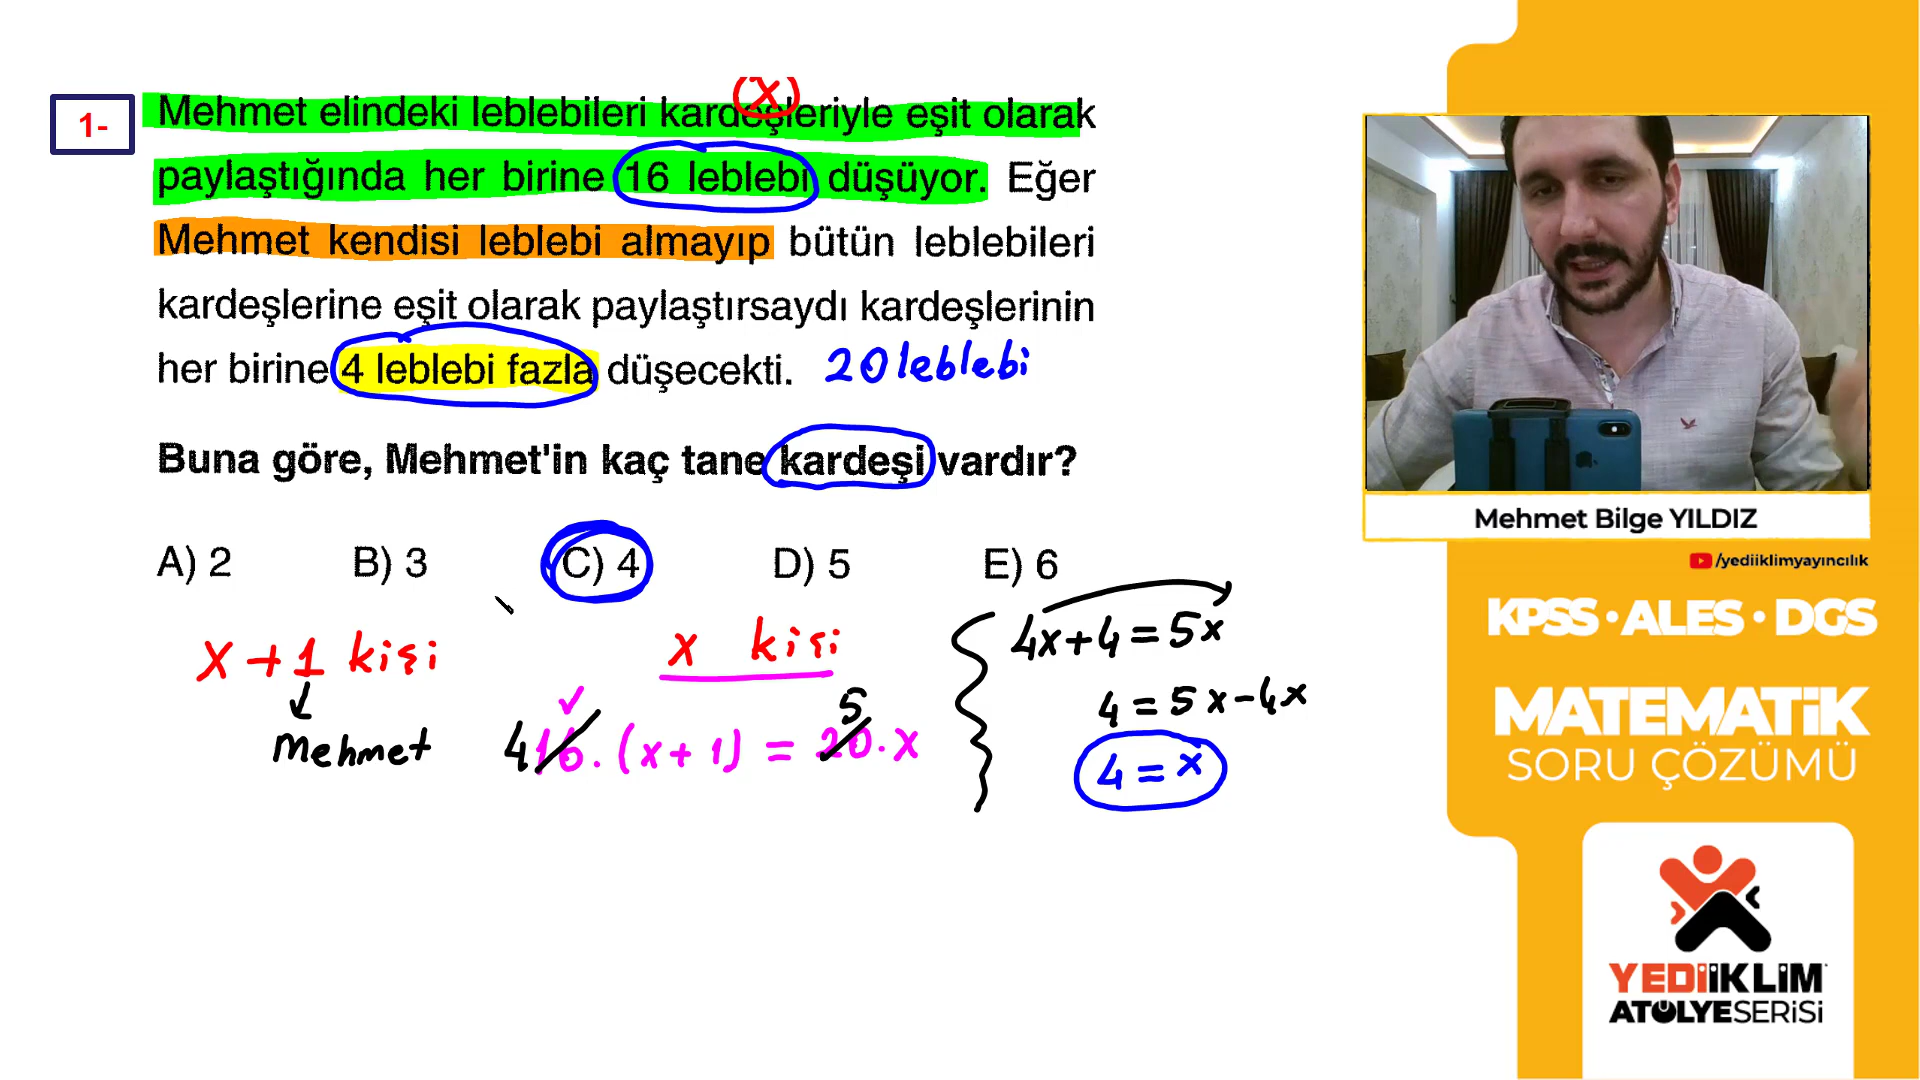 (x)
1-
Mehmet elindeki leblebileri kardeşleriyle eşit olarak
paylaştığında her birine 16 leblebi düşüyor. Eğer
Mehmet kendisi leblebi almayıp bütün leblebileri
kardeşlerine eşit olarak paylaştırsaydı kardeşlerinin
her birine 4 leblebi fazla düşecekti. 20 leblebi
Buna göre, Mehmet'in kaç tane kardeşi vardır?
A) 2 B) 3 C) 4 D) 5 E) 6
x+1 kişi
Mehmet
x kişi
4 5
16.(x+1) = 20.x
4x+4=5x
4=5x-4x
4=x
Mehmet Bilge YILDIZ
/yediiklimyayıncılık
KPSS • ALES • DGS
MATEMATİK
SORU ÇÖZÜMÜ
YEDİİKLİM
ATÖLYESERİSİ